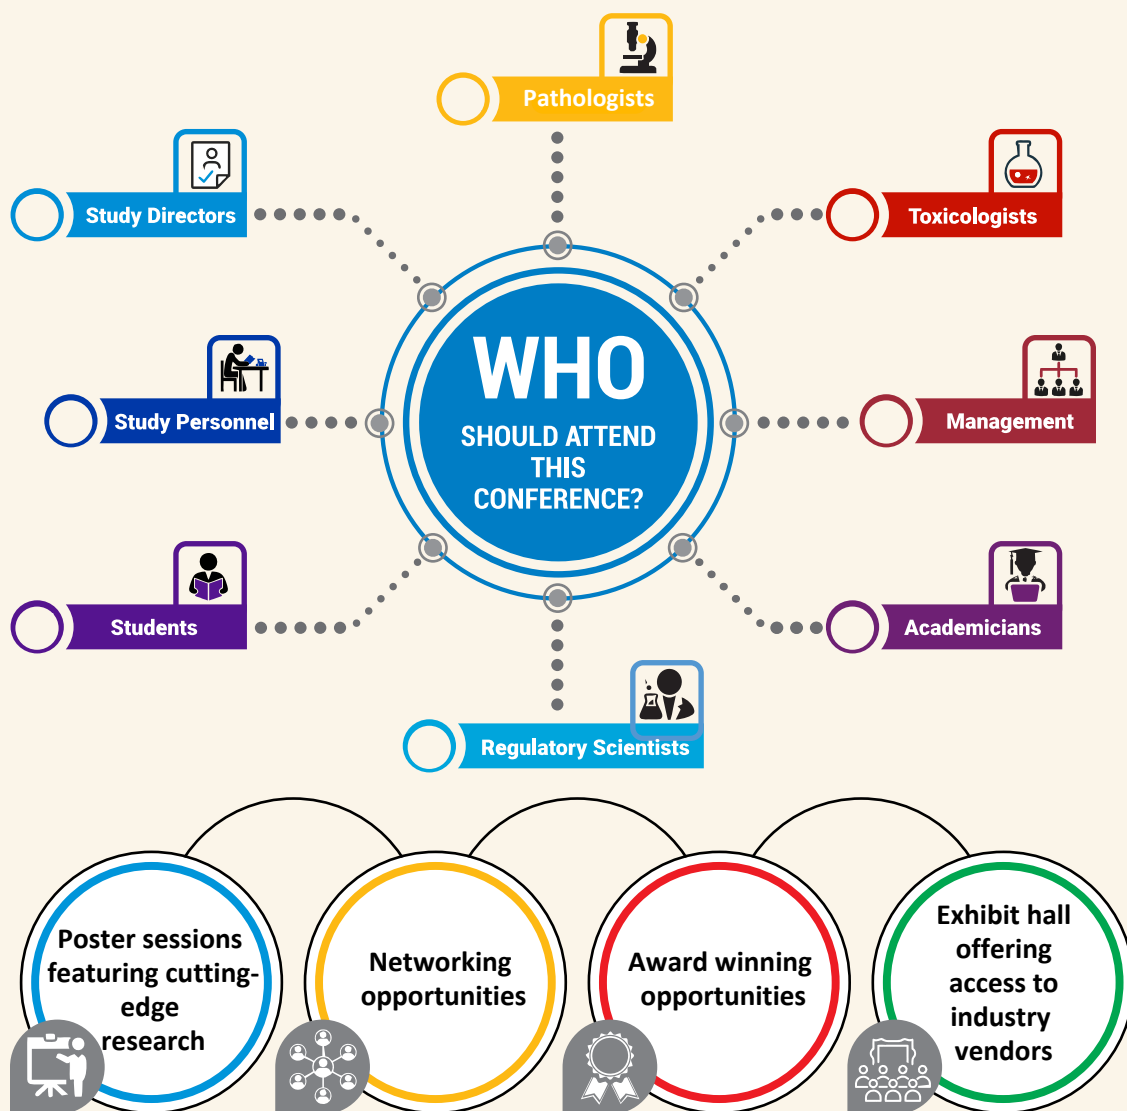 Pathologists
Study Directors
Toxicologists
WHO
SHOULD ATTEND
THIS
CONFERENCE?
Study Personnel
Management
Students
Academicians
Regulatory Scientists
Poster sessions
featuring cutting-
edge
research
Networking
opportunities
Award winning
opportunities
Exhibit hall
offering
access to
industry
vendors